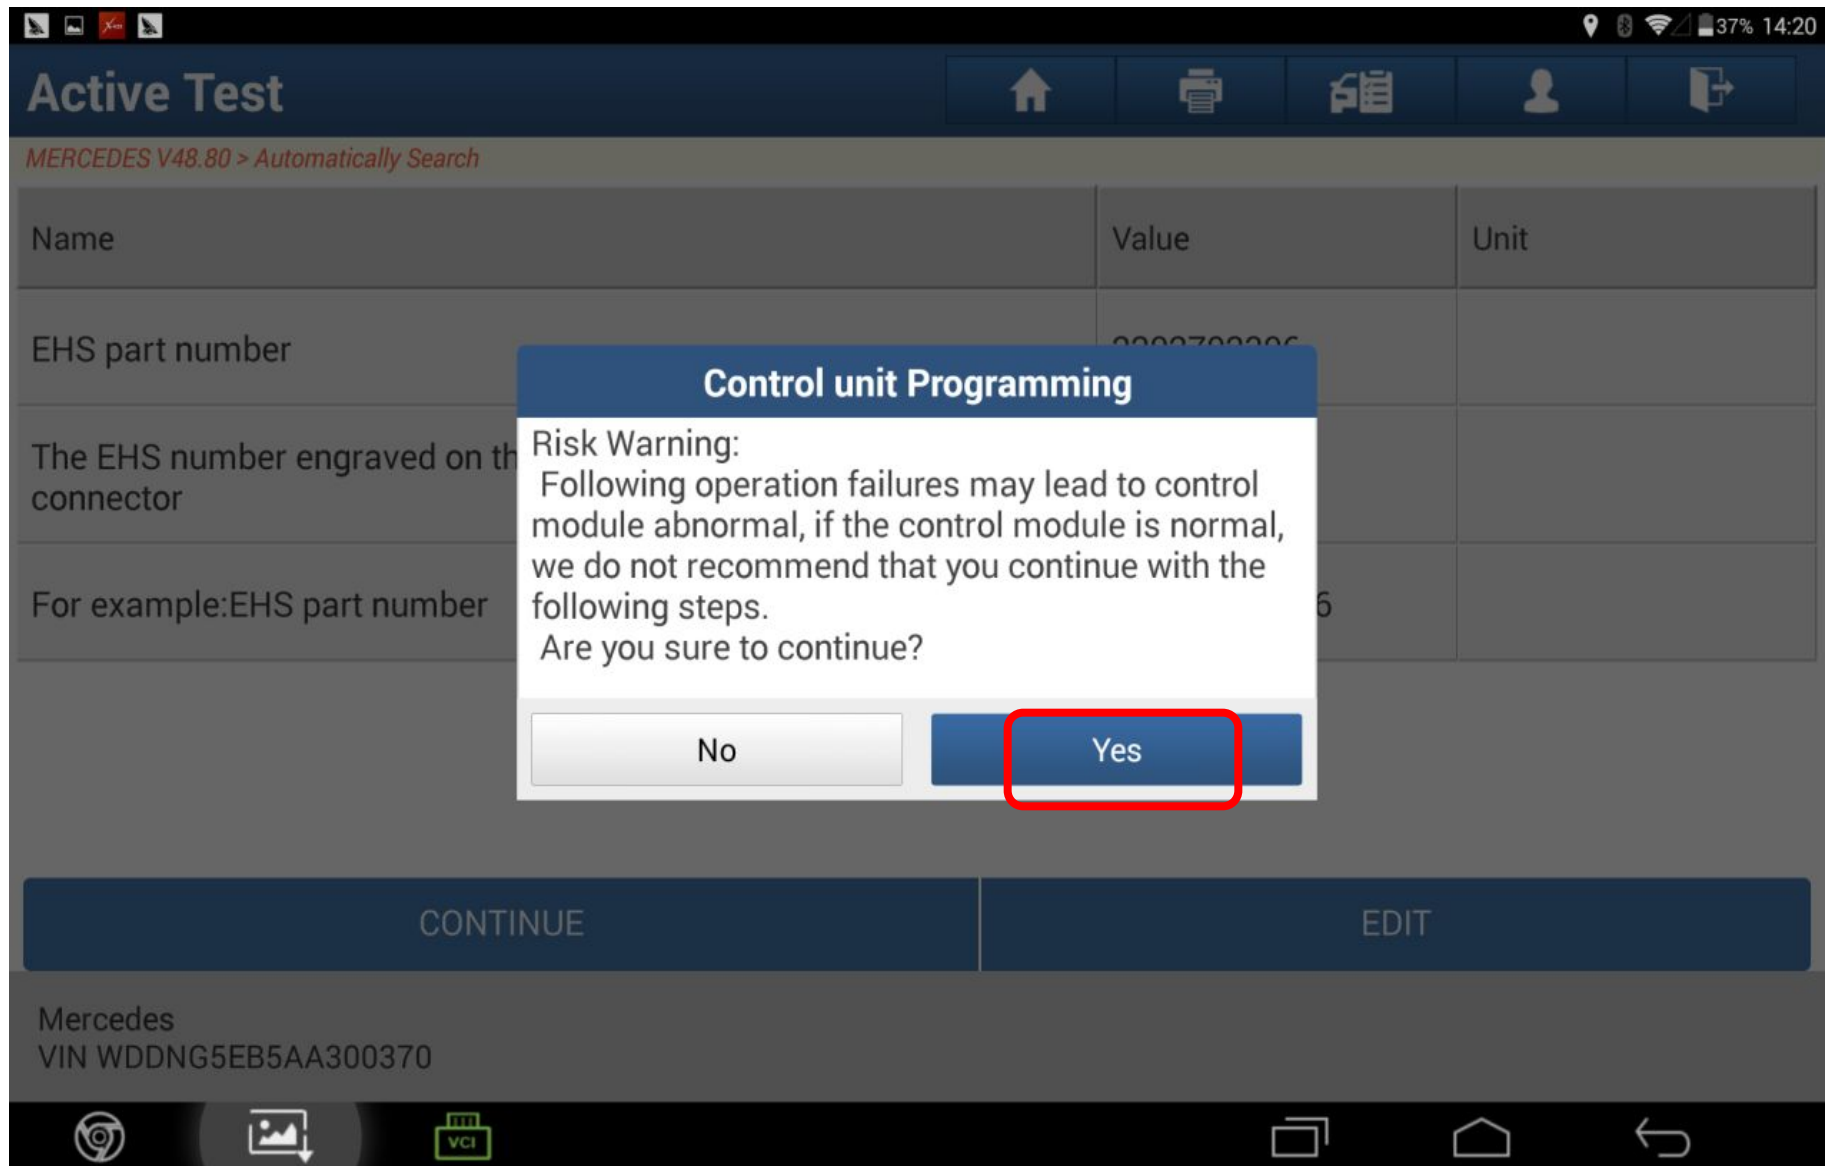 37% 14:20
Active Test
MERCEDES V48.80 > Automatically Search
Name
Value
Unit
EHS part number
The EHS number engraved on th
connector
For example:EHS part number
6
Control unit Programming
Risk Warning:
Following operation failures may lead to control
module abnormal, if the control module is normal,
we do not recommend that you continue with the
following steps.
Are you sure to continue?
No
Yes
CONTINUE
EDIT
Mercedes
VIN WDDNG5EB5AA300370
VCI